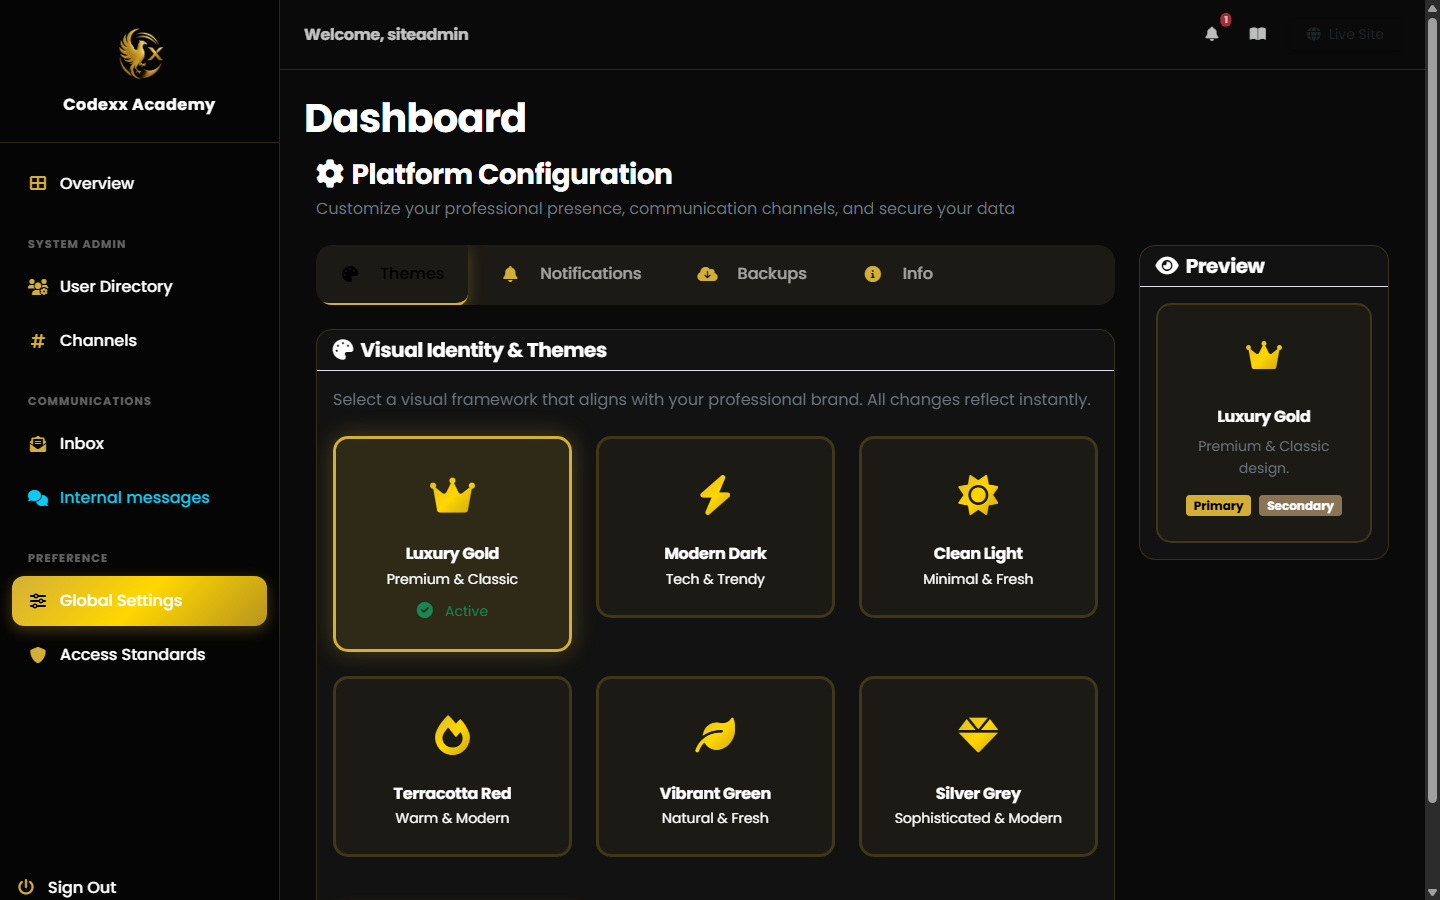 Codexx Academy
Overview
SYSTEM ADMIN
User Directory
Channels
COMMUNICATIONS
Inbox
Internal messages
PREFERENCE
Global Settings
Access Standards
Sign Out
Welcome, siteadmin
1
Live Site
Dashboard
Platform Configuration
Customize your professional presence, communication channels, and secure your data
Themes
Notifications
Backups
Info
Visual Identity & Themes
Select a visual framework that aligns with your professional brand. All changes reflect instantly.
Luxury Gold
Premium & Classic
Active
Modern Dark
Tech & Trendy
Clean Light
Minimal & Fresh
Terracotta Red
Warm & Modern
Vibrant Green
Natural & Fresh
Silver Grey
Sophisticated & Modern
Preview
Luxury Gold
Premium & Classic
design.
Primary
Secondary